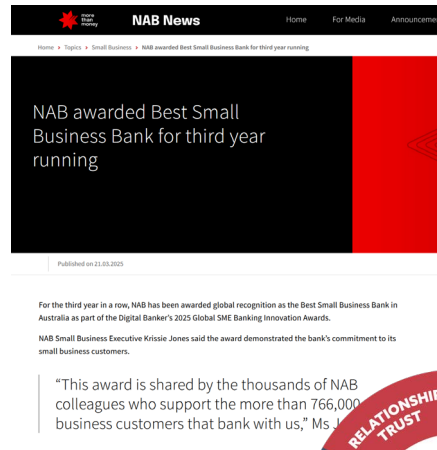 more
than
money
NAB News
Home
For Media
Home › Topics › Small Business › NAB awarded Best Small Business Bank for third year running
NAB awarded Best Small
Business Bank for third year
running
Published on 21.03.2025
For the third year in a row, NAB has been awarded global recognition as the Best Small Business Bank in
Australia as part of the Digital Banker's 2025 Global SME Banking Innovation Awards.
NAB Small Business Executive Krissie Jones said the award demonstrated the bank's commitment to its
small business customers.
“This award is shared by the thousands of NAB
colleagues who support the more than 766,000
business customers that bank with us,” Ms
RELATIONSHIP
TRUST